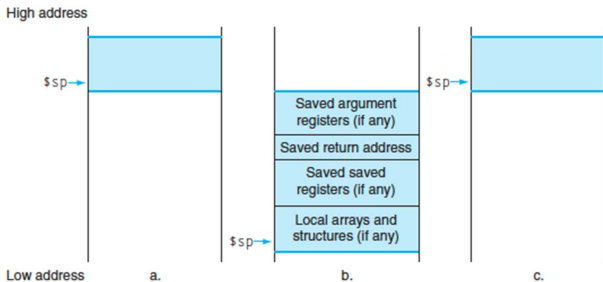 High address
$sp
$sp
Saved argument
registers (if any)
Saved return address
Saved saved
registers (if any)
Local arrays and
structures (if any)
$sp
Low address
a.
b.
c.